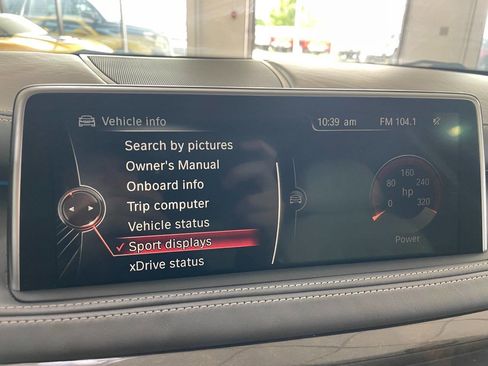 Vehicle info
10:39 am FM 104.1
Search by pictures
Owner's Manual
Onboard info
Trip computer
Vehicle status
Sport displays
xDrive status
160
80 240
hp
0 320
Power